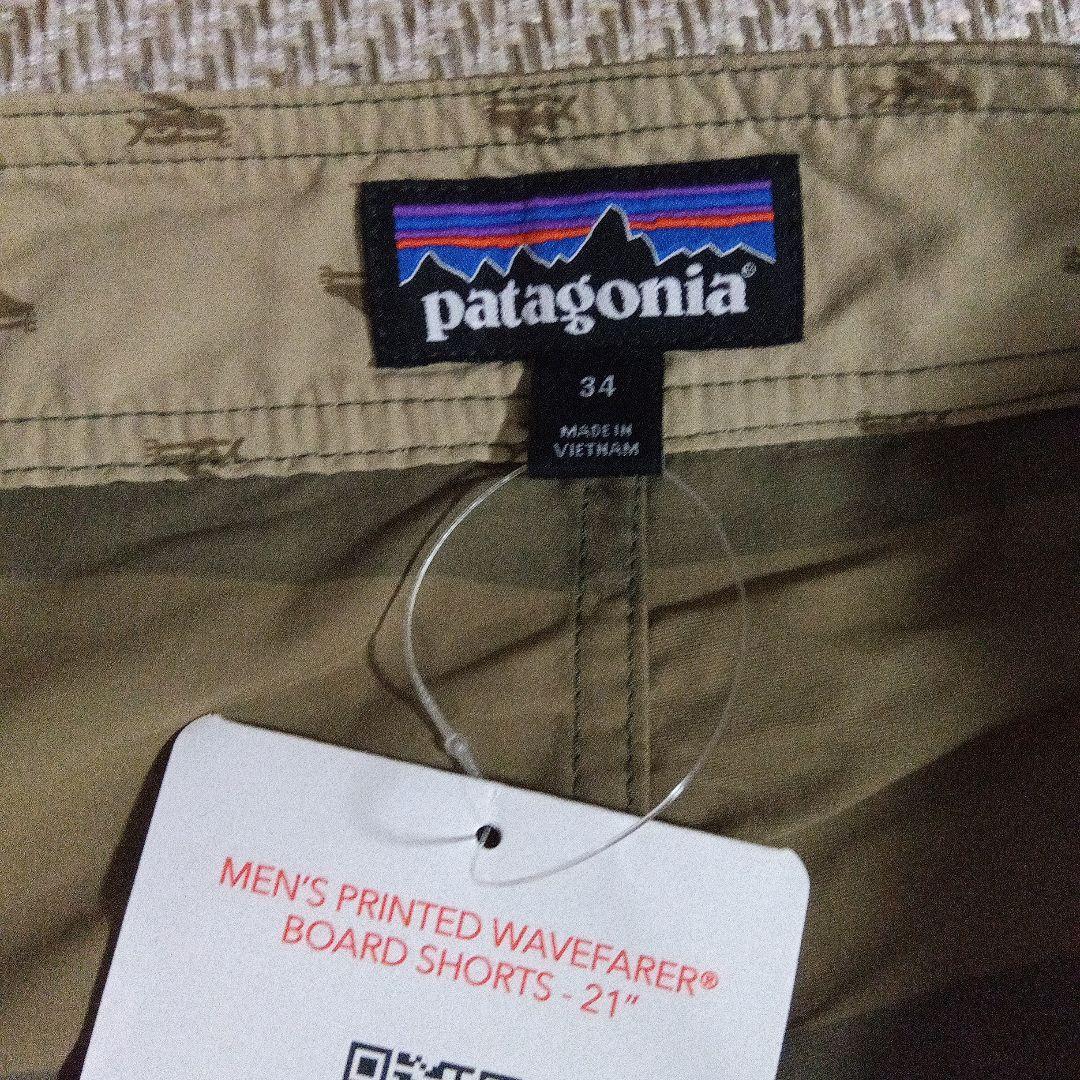 patagonia®
34
MADE IN
VIETNAM
MEN'S PRINTED WAVEFARER®
BOARD SHORTS - 21"